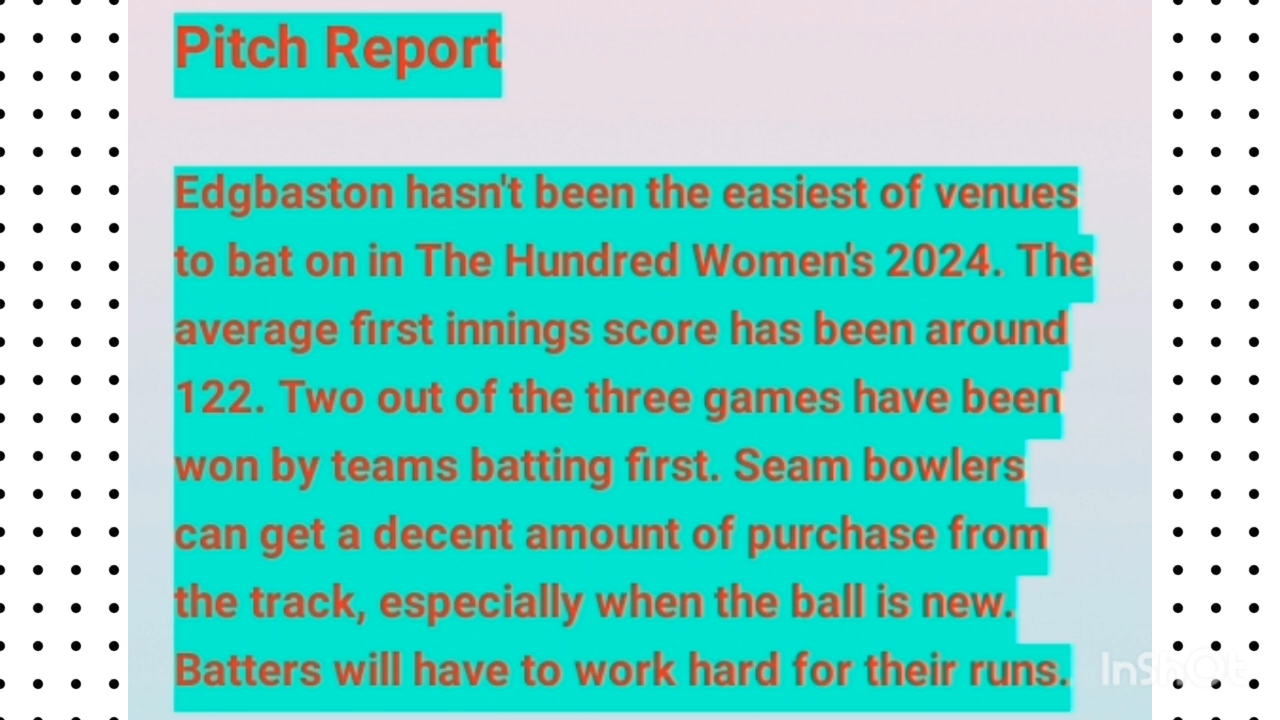 Pitch Report
Edgbaston hasn't been the easiest of venues
to bat on in The Hundred Women's 2024. The
average first innings score has been around
122. Two out of the three games have been
won by teams batting first. Seam bowlers
can get a decent amount of purchase from
the track, especially when the ball is new.
Batters will have to work hard for their runs.
InShOt